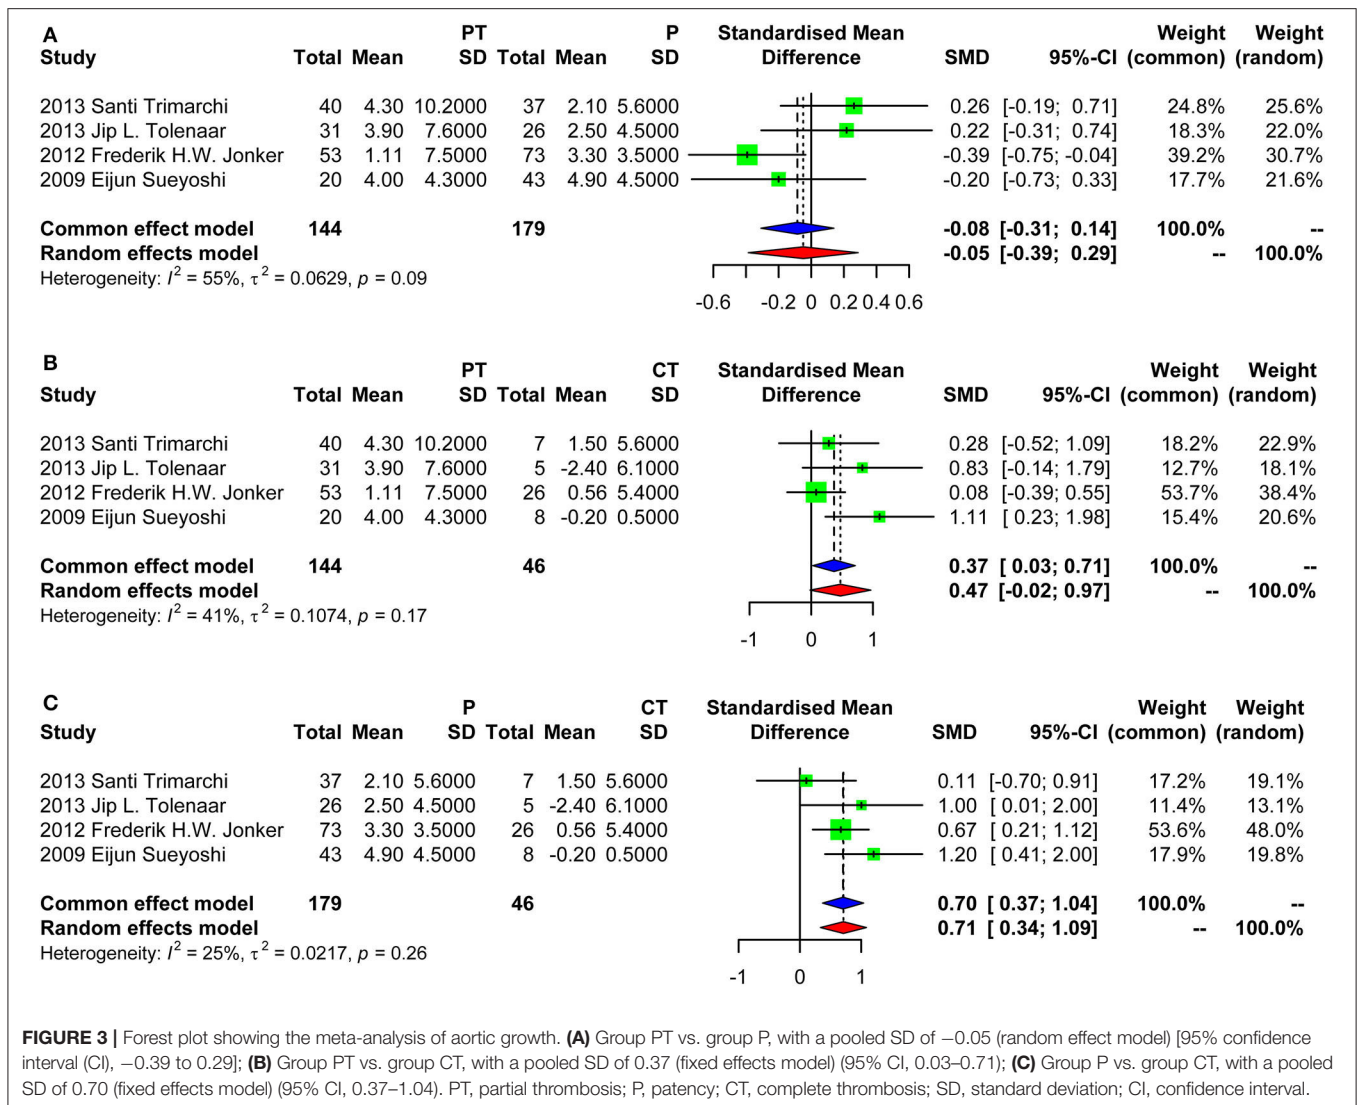 A PT P Standardised Mean Weight Weight
Study Total Mean SD Total Mean SD Difference SMD 95%-CI (common) (random)
2013 Santi Trimarchi 40 4.30 10.2000 37 2.10 5.6000 0.26 [-0.19; 0.71] 24.8% 25.6%
2013 Jip L. Tolenaar 31 3.90 7.6000 26 2.50 4.5000 0.22 [-0.31; 0.74] 18.3% 22.0%
2012 Frederik H.W. Jonker 53 1.11 7.5000 73 3.30 3.5000 -0.39 [-0.75; -0.04] 39.2% 30.7%
2009 Eijun Sueyoshi 20 4.00 4.3000 43 4.90 4.5000 -0.20 [-0.73; 0.33] 17.7% 21.6%
Common effect model 144 179 -0.08 [-0.31; 0.14] 100.0% --
Random effects model -0.05 [-0.39; 0.29] -- 100.0%
Heterogeneity: I² = 55%, τ² = 0.0629, p = 0.09
-0.6 -0.2 0 0.2 0.4 0.6
B PT CT Standardised Mean Weight Weight
Study Total Mean SD Total Mean SD Difference SMD 95%-CI (common) (random)
2013 Santi Trimarchi 40 4.30 10.2000 7 1.50 5.6000 0.28 [-0.52; 1.09] 18.2% 22.9%
2013 Jip L. Tolenaar 31 3.90 7.6000 5 -2.40 6.1000 0.83 [-0.14; 1.79] 12.7% 18.1%
2012 Frederik H.W. Jonker 53 1.11 7.5000 26 0.56 5.4000 0.08 [-0.39; 0.55] 53.7% 38.4%
2009 Eijun Sueyoshi 20 4.00 4.3000 8 -0.20 0.5000 1.11 [ 0.23; 1.98] 15.4% 20.6%
Common effect model 144 46 0.37 [ 0.03; 0.71] 100.0% --
Random effects model 0.47 [-0.02; 0.97] -- 100.0%
Heterogeneity: I² = 41%, τ² = 0.1074, p = 0.17
-1 0 1
C P CT Standardised Mean Weight Weight
Study Total Mean SD Total Mean SD Difference SMD 95%-CI (common) (random)
2013 Santi Trimarchi 37 2.10 5.6000 7 1.50 5.6000 0.11 [-0.70; 0.91] 17.2% 19.1%
2013 Jip L. Tolenaar 26 2.50 4.5000 5 -2.40 6.1000 1.00 [ 0.01; 2.00] 11.4% 13.1%
2012 Frederik H.W. Jonker 73 3.30 3.5000 26 0.56 5.4000 0.67 [ 0.21; 1.12] 53.6% 48.0%
2009 Eijun Sueyoshi 43 4.90 4.5000 8 -0.20 0.5000 1.20 [ 0.41; 2.00] 17.9% 19.8%
Common effect model 179 46 0.70 [ 0.37; 1.04] 100.0% --
Random effects model 0.71 [ 0.34; 1.09] -- 100.0%
Heterogeneity: I² = 25%, τ² = 0.0217, p = 0.26
-1 0 1
FIGURE 3 | Forest plot showing the meta-analysis of aortic growth. (A) Group PT vs. group P, with a pooled SD of −0.05 (random effect model) [95% confidence
interval (CI), −0.39 to 0.29]; (B) Group PT vs. group CT, with a pooled SD of 0.37 (fixed effects model) (95% CI, 0.03–0.71); (C) Group P vs. group CT, with a pooled
SD of 0.70 (fixed effects model) (95% CI, 0.37–1.04). PT, partial thrombosis; P, patency; CT, complete thrombosis; SD, standard deviation; CI, confidence interval.